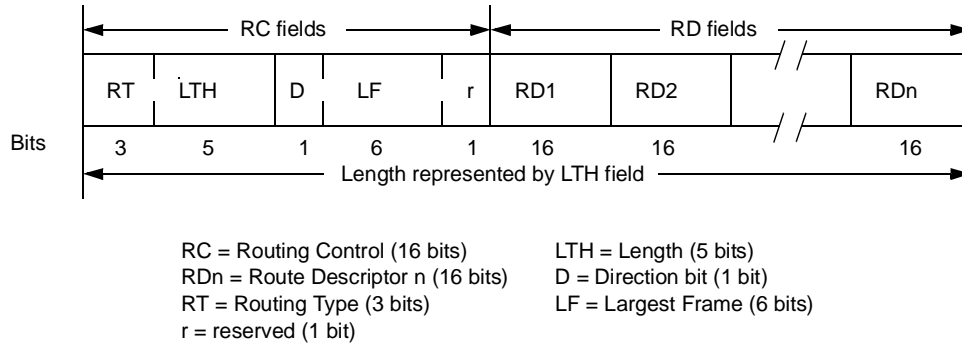 RC fields RD fields
RT LTH D LF r RD1 RD2 RDn
Bits 3 5 1 6 1 16 16 16
Length represented by LTH field
RC = Routing Control (16 bits) LTH = Length (5 bits)
RDn = Route Descriptor n (16 bits) D = Direction bit (1 bit)
RT = Routing Type (3 bits) LF = Largest Frame (6 bits)
r = reserved (1 bit)